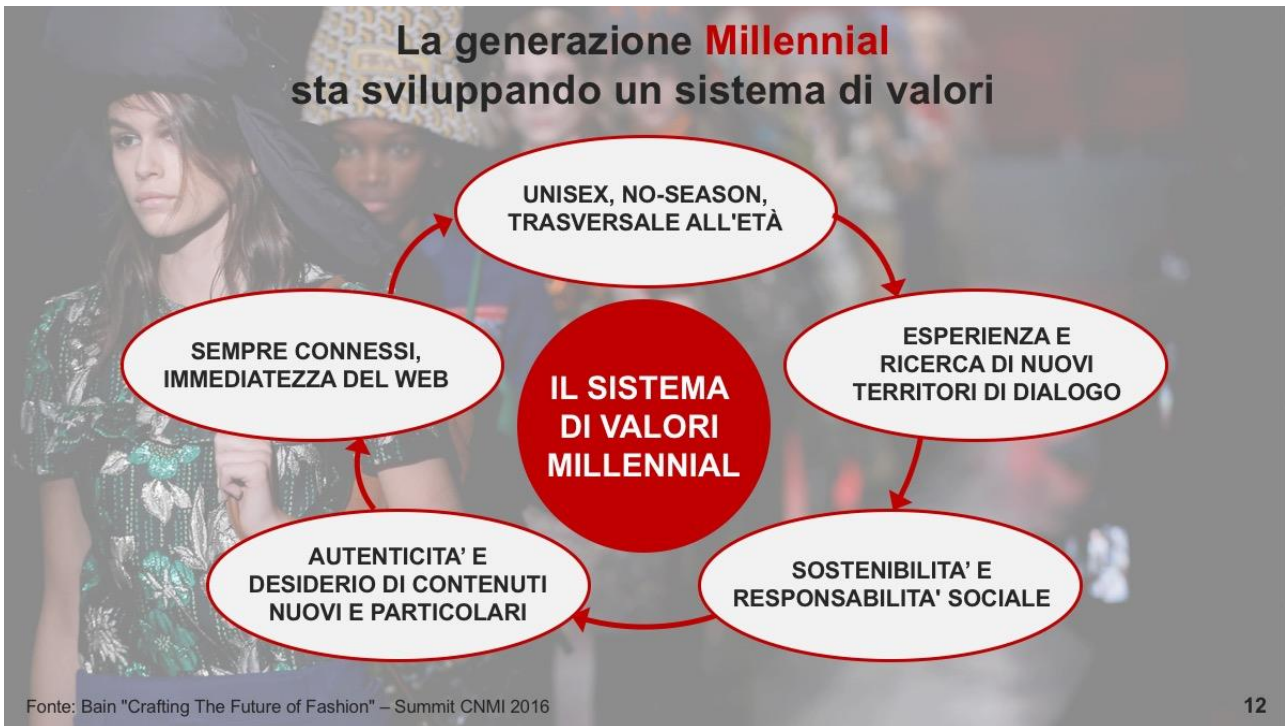 La generazione Millennial
sta sviluppando un sistema di valori
UNISEX, NO-SEASON,
TRASVERSALE ALL'ETÀ
ESPERIENZA E
RICERCA DI NUOVI
TERRITORI DI DIALOGO
SOSTENIBILITA’ E
RESPONSABILITA' SOCIALE
AUTENTICITA’ E
DESIDERIO DI CONTENUTI
NUOVI E PARTICOLARI
SEMPRE CONNESSI,
IMMEDIATEZZA DEL WEB
IL SISTEMA
DI VALORI
MILLENNIAL
Fonte: Bain "Crafting The Future of Fashion" – Summit CNMI 2016
12